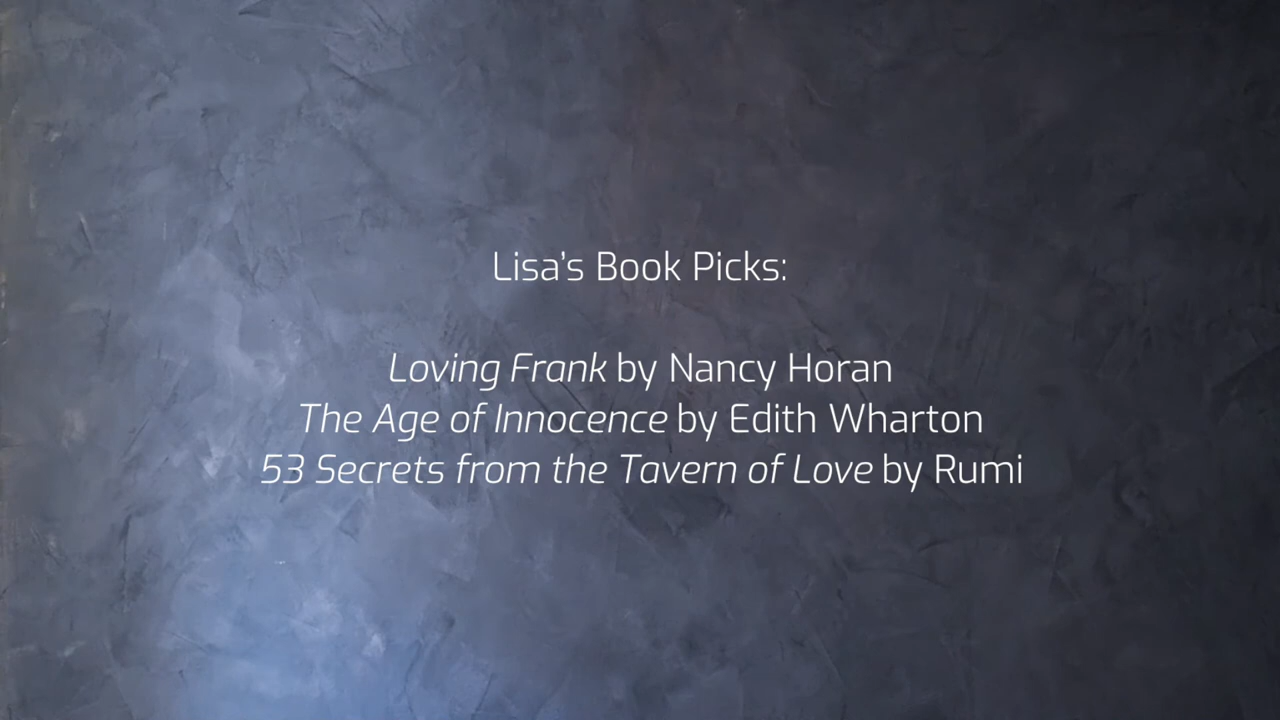 Lisa's Book Picks:
Loving Frank by Nancy Horan
The Age of Innocence by Edith Wharton
53 Secrets from the Tavern of Love by Rumi